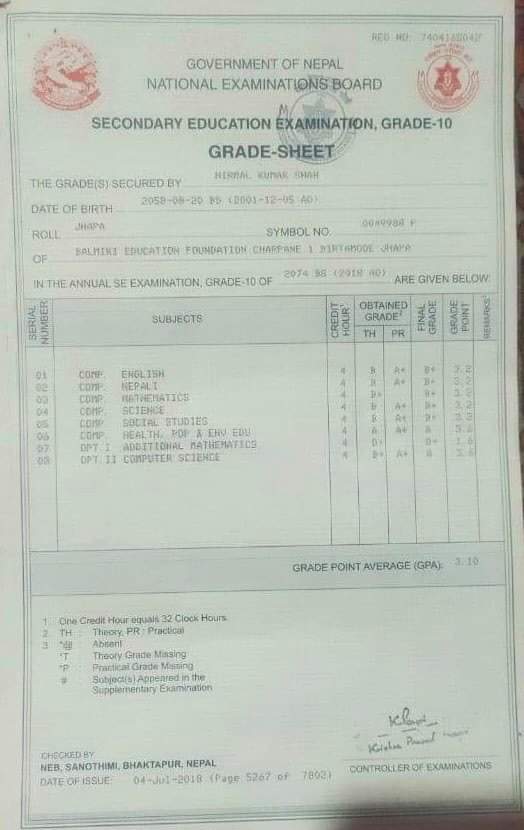 REG NO: 7404165042
GOVERNMENT OF NEPAL
NATIONAL EXAMINATIONS BOARD
SECONDARY EDUCATION EXAMINATION, GRADE-10
GRADE-SHEET
THE GRADE(S) SECURED BY NIRMAL KUMAR SHAH
DATE OF BIRTH 2058-08-20 BS (2001-12-05 AD)
ROLL JHAPA SYMBOL NO.
OF BALMIKI EDUCATION FOUNDATION CHARPANE 1 BIRTAMODE JHAPA
IN THE ANNUAL SE EXAMINATION, GRADE-10 OF 2074 BS (2018 AD) ARE GIVEN BELOW:
SERIAL NUMBER SUBJECTS CREDIT HOUR¹ OBTAINED GRADE² TH PR FINAL GRADE GRADE POINT REMARKS³
01 COMP. ENGLISH 4 B A+ B+ 3.2
02 COMP. NEPALI 4 B A+ B+ 3.2
03 COMP. MATHEMATICS 4 B+ B+ 3.2
04 COMP. SCIENCE 4 B A+ B+ 3.2
05 COMP. SOCIAL STUDIES 4 B A+ B+ 3.2
06 COMP. HEALTH, POP & ENV EDU 4 A A+ A 3.6
07 OPT.I ADDITIONAL MATHEMATICS 4 D+ D+ 1.6
08 OPT.II COMPUTER SCIENCE 4 B+ A+ A 3.6
GRADE POINT AVERAGE (GPA): 3.10
1. One Credit Hour equals 32 Clock Hours.
2. TH : Theory, PR : Practical
3. *@ Absent
*T Theory Grade Missing
*P Practical Grade Missing
# Subject(s) Appeared in the
Supplementary Examination
CHECKED BY
NEB, SANOTHIMI, BHAKTAPUR, NEPAL
DATE OF ISSUE: 04-Jul-2018 (Page 5267 of 7802)
CONTROLLER OF EXAMINATIONS